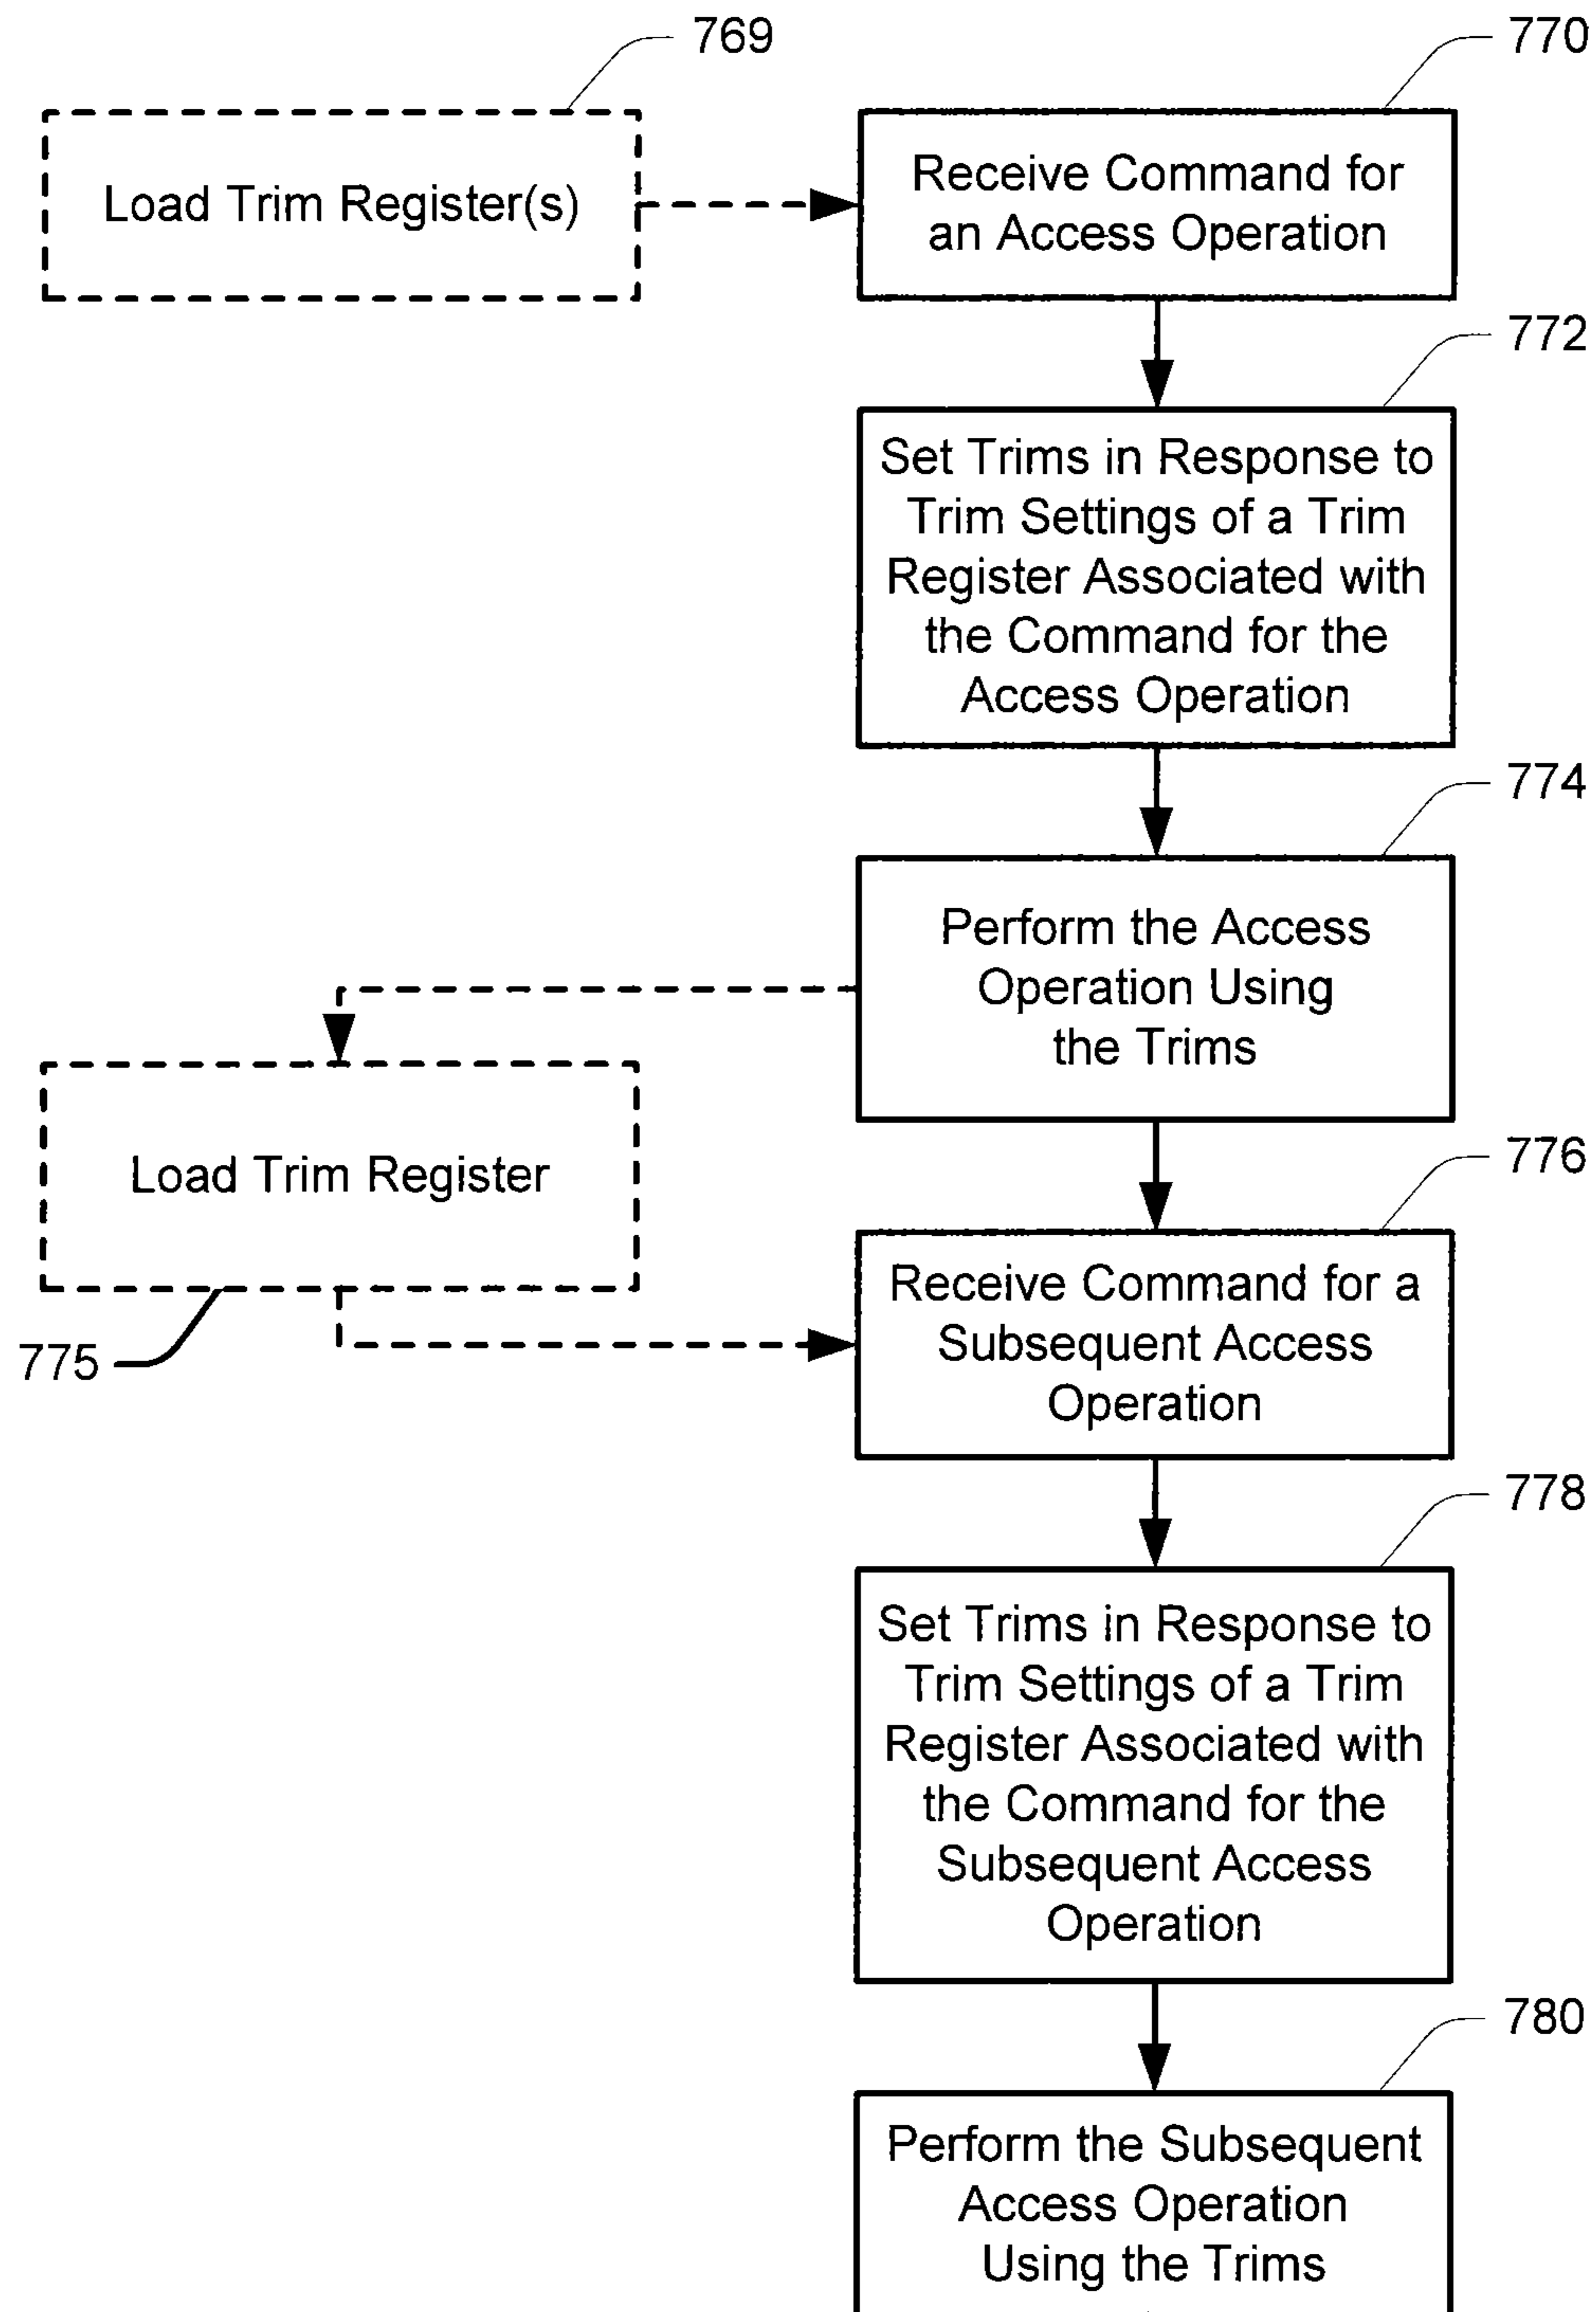 769
770
Load Trim Register(s)
Receive Command for
an Access Operation
772
Set Trims in Response to
Trim Settings of a Trim
Register Associated with
the Command for the
Access Operation
774
Perform the Access
Operation Using
the Trims
Load Trim Register
775
776
Receive Command for a
Subsequent Access
Operation
778
Set Trims in Response to
Trim Settings of a Trim
Register Associated with
the Command for the
Subsequent Access
Operation
780
Perform the Subsequent
Access Operation
Using the Trims